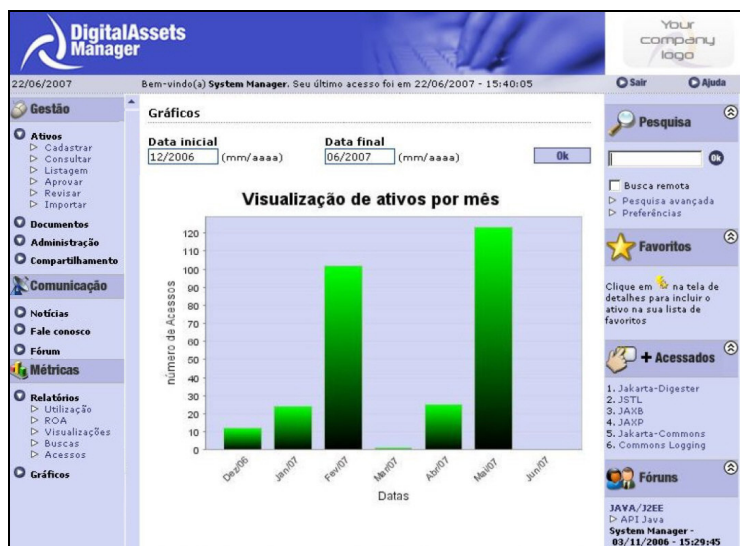 DigitalAssets
Manager
Your
company
logo
22/06/2007
Bem-vindo(a) System Manager. Seu último acesso foi em 22/06/2007 - 15:40:05
Sair
Ajuda
Gestão
Ativos
Cadastrar
Consultar
Listagem
Aprovar
Revisar
Importar
Documentos
Administração
Compartilhamento
Comunicação
Notícias
Fale conosco
Fórum
Métricas
Relatórios
Utilização
ROA
Visualizações
Buscas
Acessos
Gráficos
Gráficos
Data inicial
12/2006 (mm/aaaa)
Data final
06/2007 (mm/aaaa)
Ok
Visualização de ativos por mês
número de Acessos
120
110
100
90
80
70
60
50
40
30
20
10
0
Dez/06
Jan/07
Fev/07
Mar/07
Abr/07
Mai/07
Jun/07
Datas
Pesquisa
Ok
Busca remota
Pesquisa avançada
Preferências
Favoritos
Clique em na tela de
detalhes para incluir o
ativo na sua lista de
favoritos
+ Acessados
1. Jakarta-Digester
2. JSTL
3. JAXB
4. JAXP
5. Jakarta-Commons
6. Commons Logging
Fóruns
JAVA/J2EE
API Java
System Manager -
03/11/2006 - 15:29:45